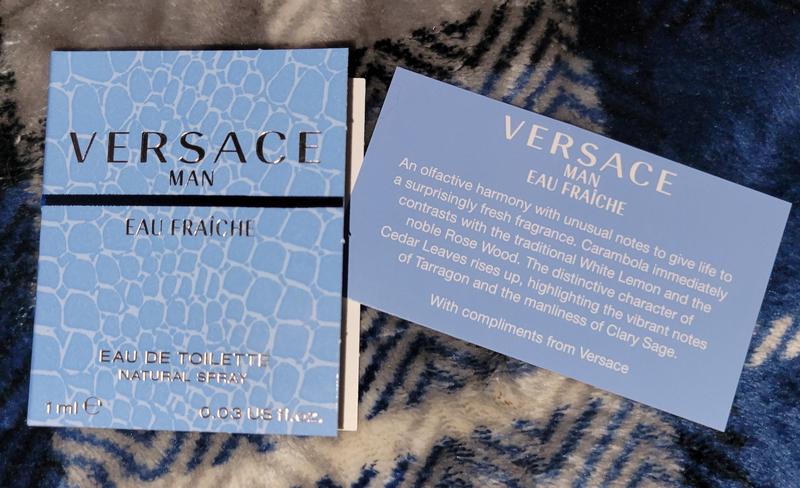 VERSACE
MAN
EAU FRAÎCHE
EAU DE TOILETTE
NATURAL SPRAY
1 ml ℮
0.03 US fl.oz.
VERSACE
MAN
EAU FRAÎCHE
An olfactive harmony with unusual notes to give life to
a surprisingly fresh fragrance. Carambola immediately
contrasts with the traditional White Lemon and the
noble Rose Wood. The distinctive character of
Cedar Leaves rises up, highlighting the vibrant notes
of Tarragon and the manliness of Clary Sage.
With compliments from Versace